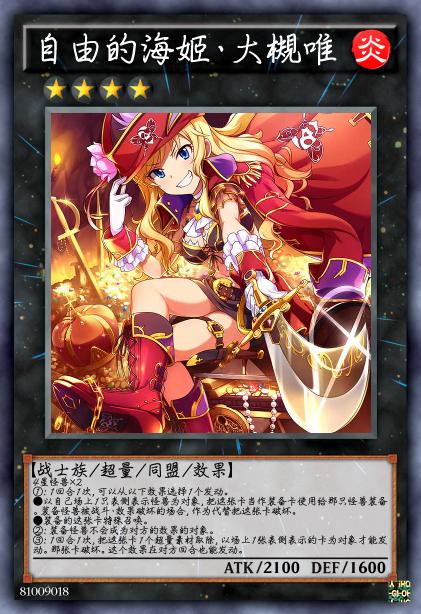 自由的海姬·大槻唯 炎
【战士族/超量/同盟/效果】
4星怪兽×2
①：1回合1次，可以从以下效果选择1个发动。
●以自己场上1只表侧表示怪兽为对象，把这张卡当作装备卡使用给那只怪兽装备
。装备怪兽被战斗·效果破坏的场合，作为代替把这张卡破坏。
●装备的这张卡特殊召唤。
②：装备怪兽不会成为对方的效果的对象。
③：1回合1次，把这张卡1个超量素材取除，以场上1张表侧表示的卡为对象才能发
动。那张卡破坏。这个效果在对方回合也能发动。
ATK/2100 DEF/1600
81009018